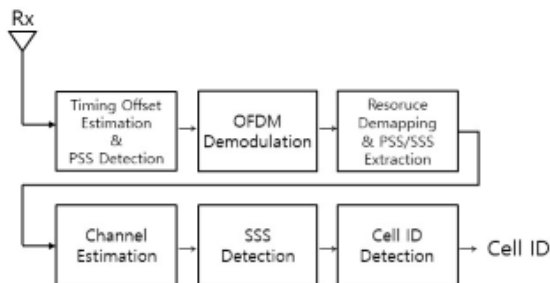 Rx
Timing Offset
Estimation
&
PSS Detection
OFDM
Demodulation
Resoruce
Demapping
& PSS/SSS
Extraction
Channel
Estimation
SSS
Detection
Cell ID
Detection
Cell ID